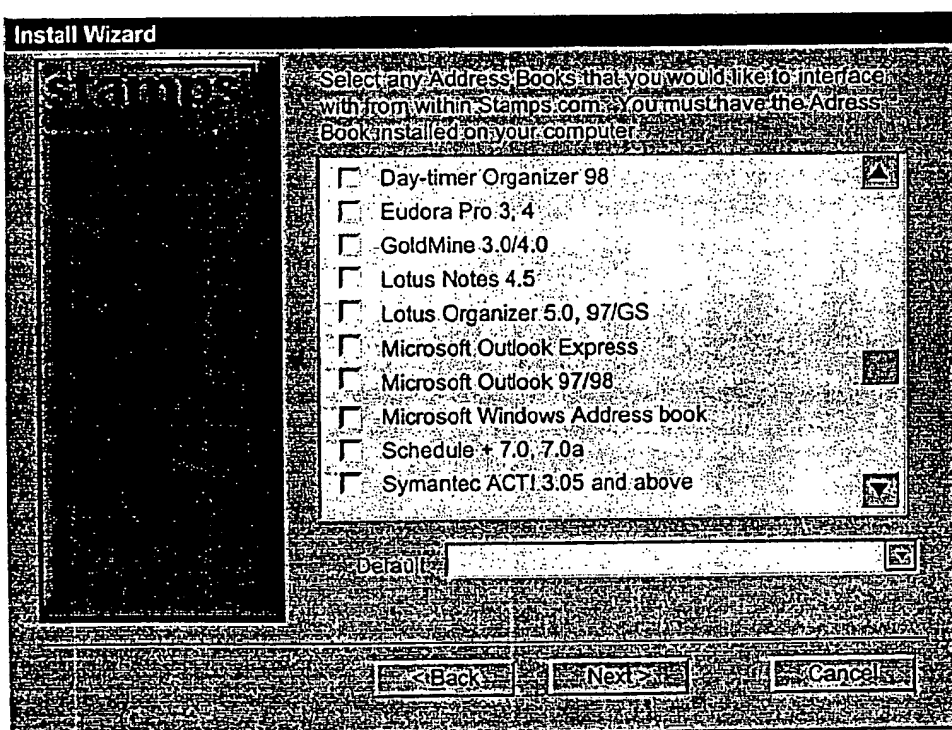 Install Wizard
stamps
Select any Address Books that you would like to interface
with from within Stamps.com. You must have the Adress
Book installed on your computer.
Day-timer Organizer 98
Eudora Pro 3, 4
GoldMine 3.0/4.0
Lotus Notes 4.5
Lotus Organizer 5.0, 97/GS
Microsoft Outlook Express
Microsoft Outlook 97/98
Microsoft Windows Address book
Schedule + 7.0, 7.0a
Symantec ACT! 3.05 and above
Default:
<Back
Next >
Cancel